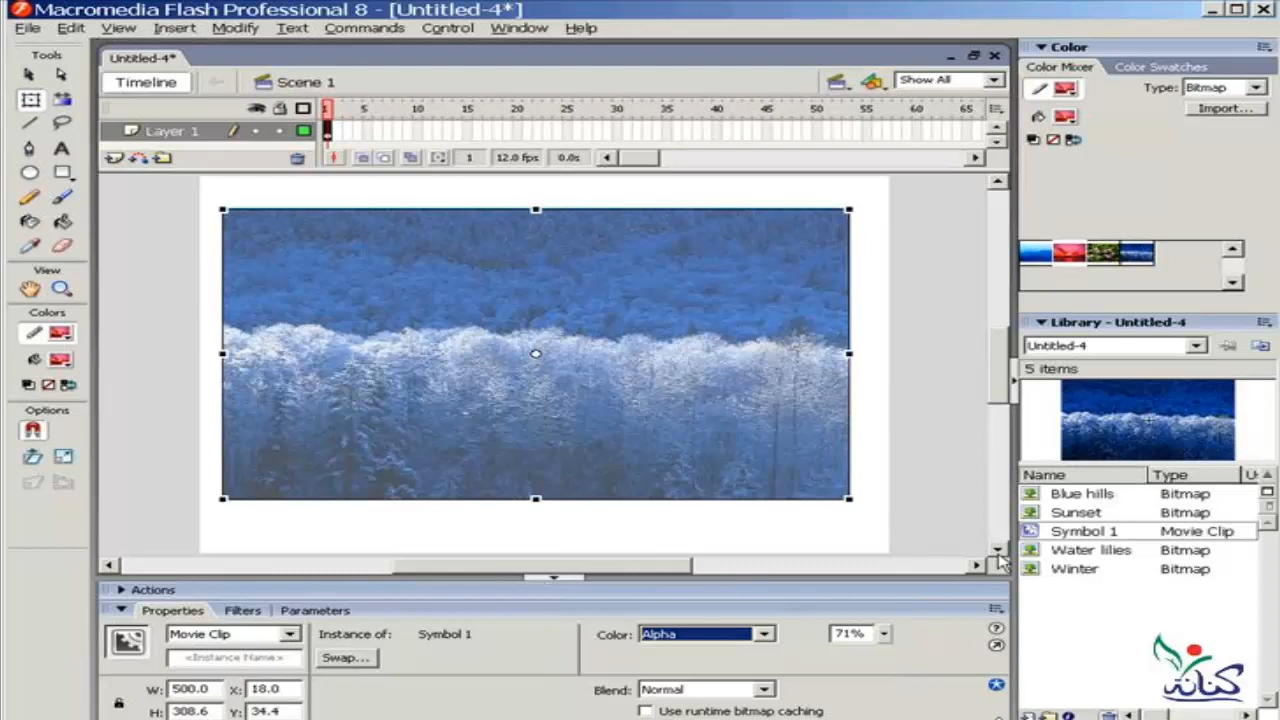 Macromedia Flash Professional 8 - [Untitled-4*]
File Edit View Insert Modify Text Commands Control Window Help
Tools
View
Colors
Options
Untitled-4*
Timeline
Scene 1
Show All
1 5 10 15 20 25 30 35 40 45 50 55 60 65
Layer 1
1 12.0 fps 0.0s
Color
Color Mixer Color Swatches
Type: Bitmap
Import...
Library - Untitled-4
Untitled-4
5 items
Name Type U
Blue hills Bitmap
Sunset Bitmap
Symbol 1 Movie Clip
Water lilies Bitmap
Winter Bitmap
Actions
Properties Filters Parameters
Movie Clip Instance of: Symbol 1 Color: Alpha 71%
<Instance Name> Swap...
W: 500.0 X: 18.0 Blend: Normal
H: 308.6 Y: 34.4 Use runtime bitmap caching
كنانة